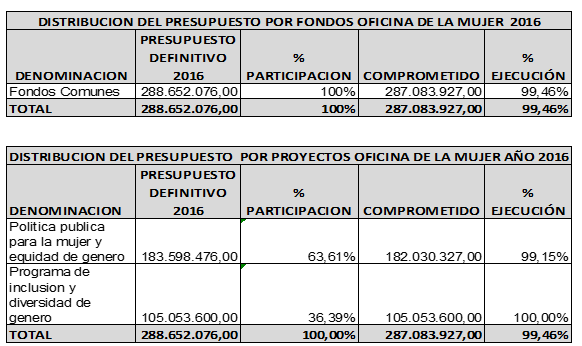 DISTRIBUCION DEL PRESUPUESTO POR FONDOS OFICINA DE LA MUJER 2016
DENOMINACION PRESUPUESTO DEFINITIVO 2016 % PARTICIPACION COMPROMETIDO % EJECUCIÓN
Fondos Comunes 288.652.076,00 100% 287.083.927,00 99,46%
TOTAL 288.652.076,00 100% 287.083.927,00 99,46%
DISTRIBUCION DEL PRESUPUESTO POR PROYECTOS OFICINA DE LA MUJER AÑO 2016
DENOMINACION PRESUPUESTO DEFINITIVO 2016 % PARTICIPACION COMPROMETIDO % EJECUCIÓN
Politica publica para la mujer y equidad de genero 183.598.476,00 63,61% 182.030.327,00 99,15%
Programa de inclusion y diversidad de genero 105.053.600,00 36,39% 105.053.600,00 100,00%
TOTAL 288.652.076,00 100,00% 287.083.927,00 99,46%